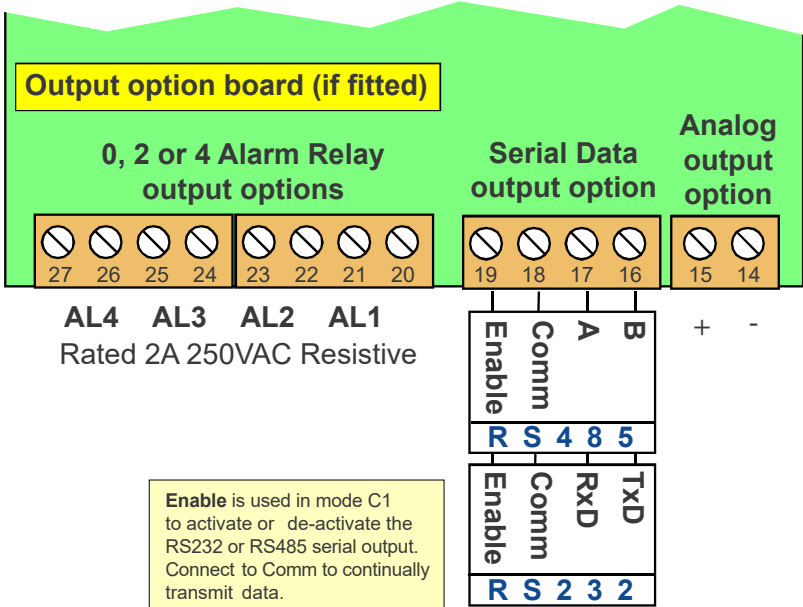 Output option board (if fitted)
0, 2 or 4 Alarm Relay
output options
Serial Data
output option
Analog
output
option
27 26 25 24 23 22 21 20
19 18 17 16
15 14
AL4 AL3 AL2 AL1
Rated 2A 250VAC Resistive
+ -
Enable
Comm
A
B
R S 4 8 5
Enable
Comm
RxD
TxD
R S 2 3 2
Enable is used in mode C1
to activate or de-activate the
RS232 or RS485 serial output.
Connect to Comm to continually
transmit data.